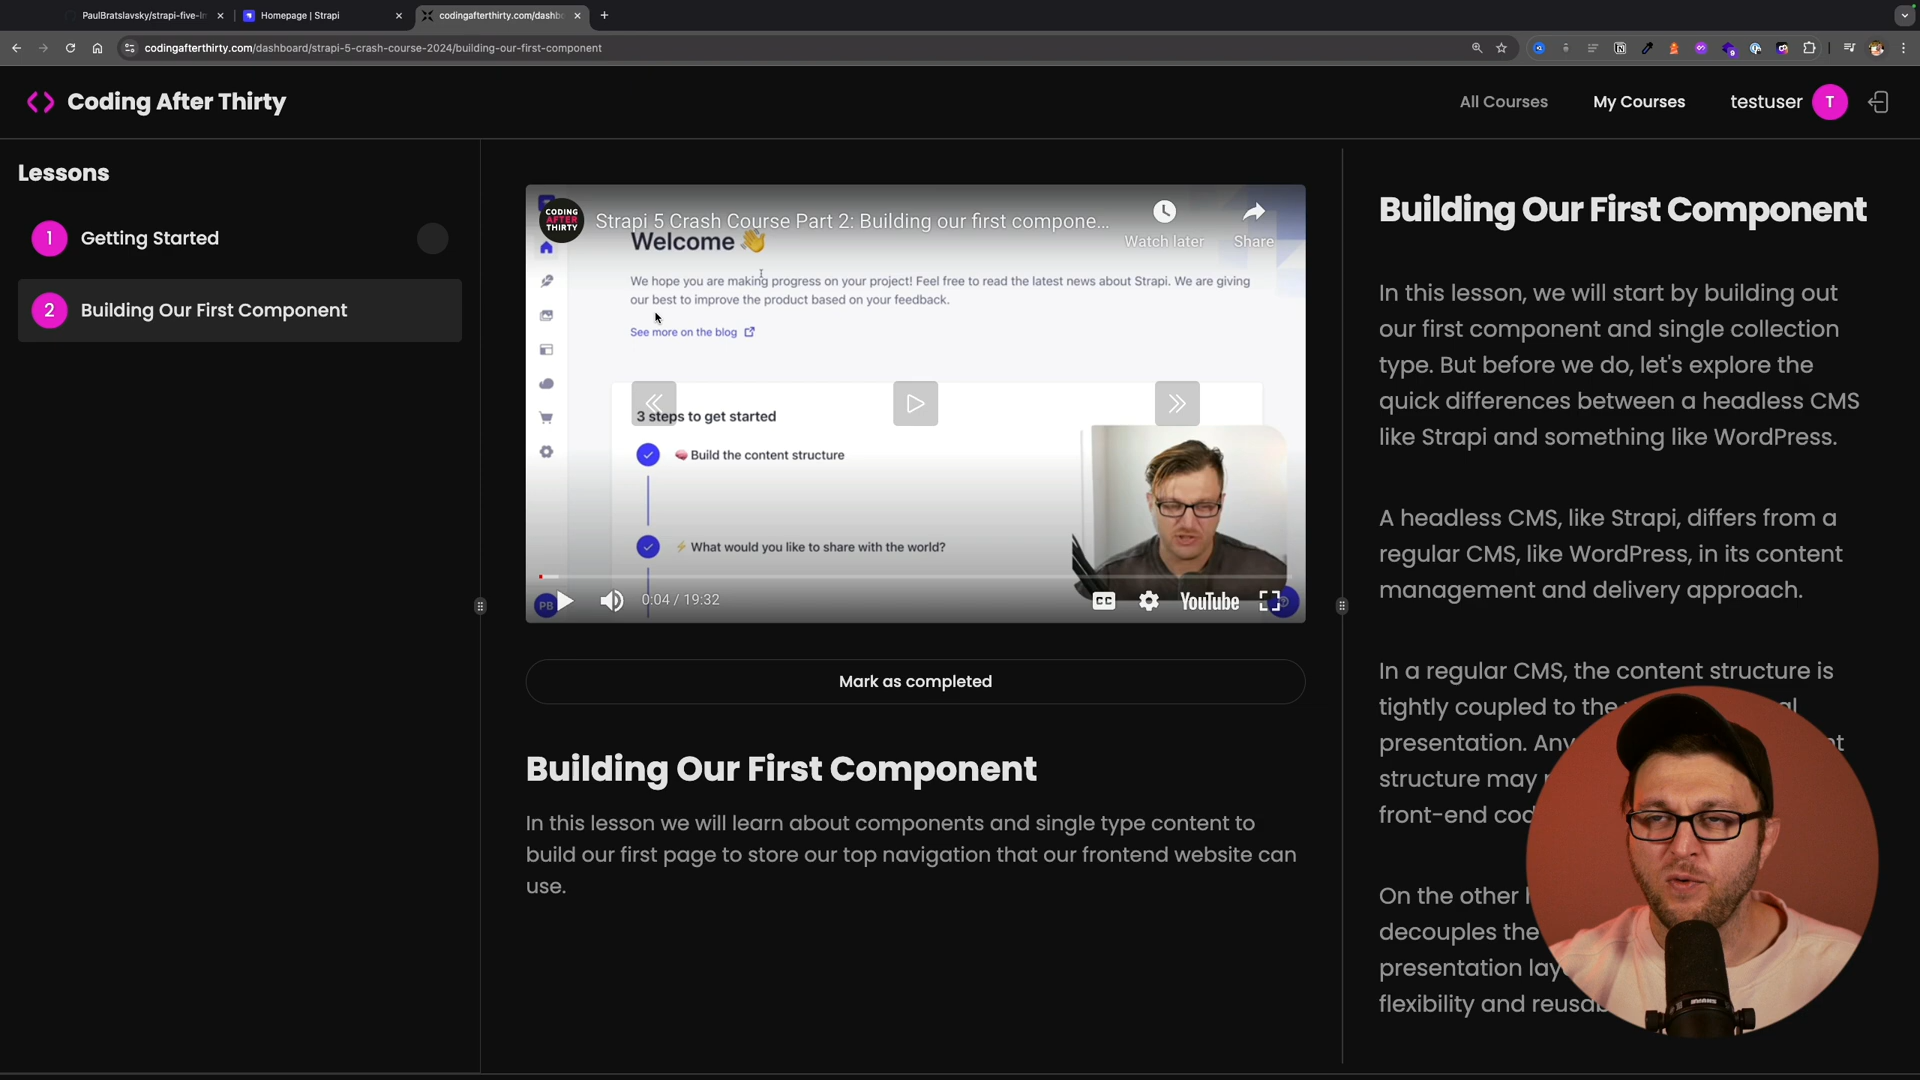 PaulBratslavsky/strapi-five-
Homepage | Strapi
codingafterthirty.com/dashb
codingafterthirty.com/dashboard/strapi-5-crash-course-2024/building-our-first-component
Coding After Thirty
All Courses
My Courses
testuser
T
Lessons
1
Getting Started
2
Building Our First Component
CODING
AFTER
THIRTY
Strapi 5 Crash Course Part 2: Building our first compone...
Watch later
Share
Welcome 👋
We hope you are making progress on your project! Feel free to read the latest news about Strapi. We are giving
our best to improve the product based on your feedback.
See more on the blog
3 steps to get started
🧠 Build the content structure
⚡ What would you like to share with the world?
PB
0:04 / 19:32
CC
YouTube
Mark as completed
Building Our First Component
In this lesson we will learn about components and single type content to
build our first page to store our top navigation that our frontend website can
use.
Building Our First Component
In this lesson, we will start by building out
our first component and single collection
type. But before we do, let's explore the
quick differences between a headless CMS
like Strapi and something like WordPress.
A headless CMS, like Strapi, differs from a
regular CMS, like WordPress, in its content
management and delivery approach.
In a regular CMS, the content structure is
tightly coupled to the
presentation.
structure may
front-end
On the other
decouples the
presentation
flexibility and